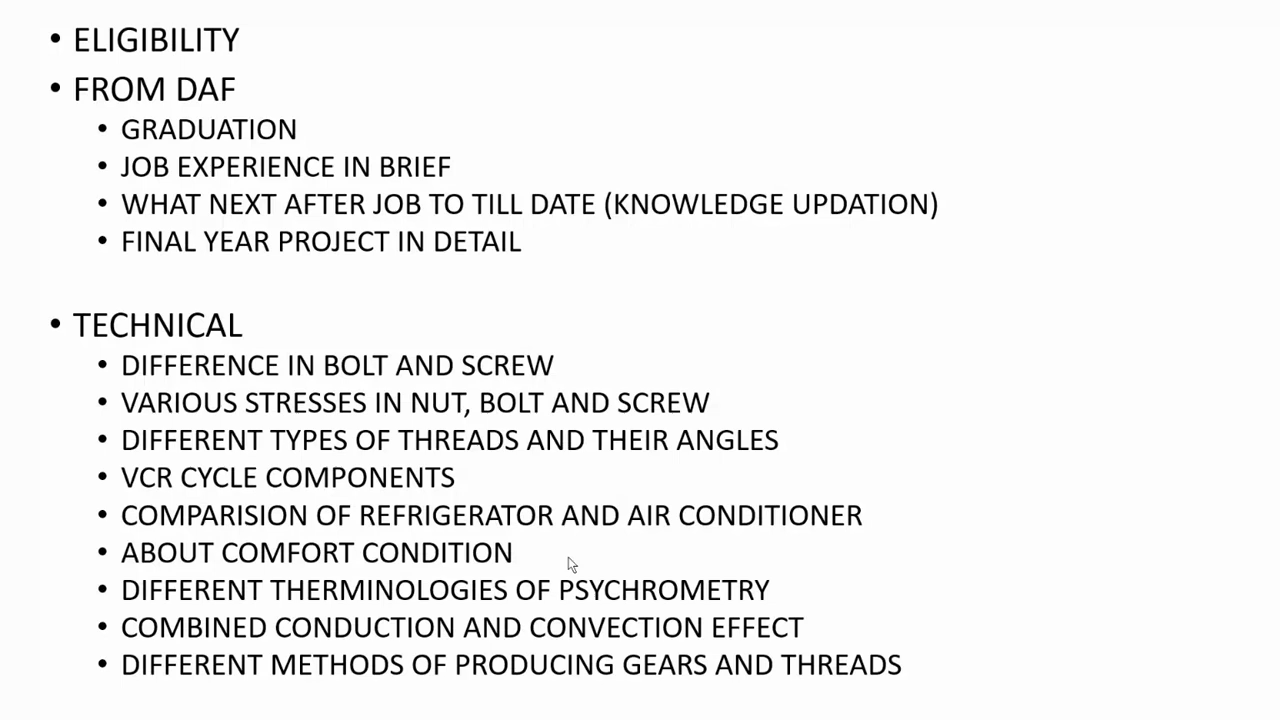 • ELIGIBILITY
• FROM DAF
• GRADUATION
• JOB EXPERIENCE IN BRIEF
• WHAT NEXT AFTER JOB TO TILL DATE (KNOWLEDGE UPDATION)
• FINAL YEAR PROJECT IN DETAIL
• TECHNICAL
• DIFFERENCE IN BOLT AND SCREW
• VARIOUS STRESSES IN NUT, BOLT AND SCREW
• DIFFERENT TYPES OF THREADS AND THEIR ANGLES
• VCR CYCLE COMPONENTS
• COMPARISION OF REFRIGERATOR AND AIR CONDITIONER
• ABOUT COMFORT CONDITION
• DIFFERENT THERMINOLOGIES OF PSYCHROMETRY
• COMBINED CONDUCTION AND CONVECTION EFFECT
• DIFFERENT METHODS OF PRODUCING GEARS AND THREADS